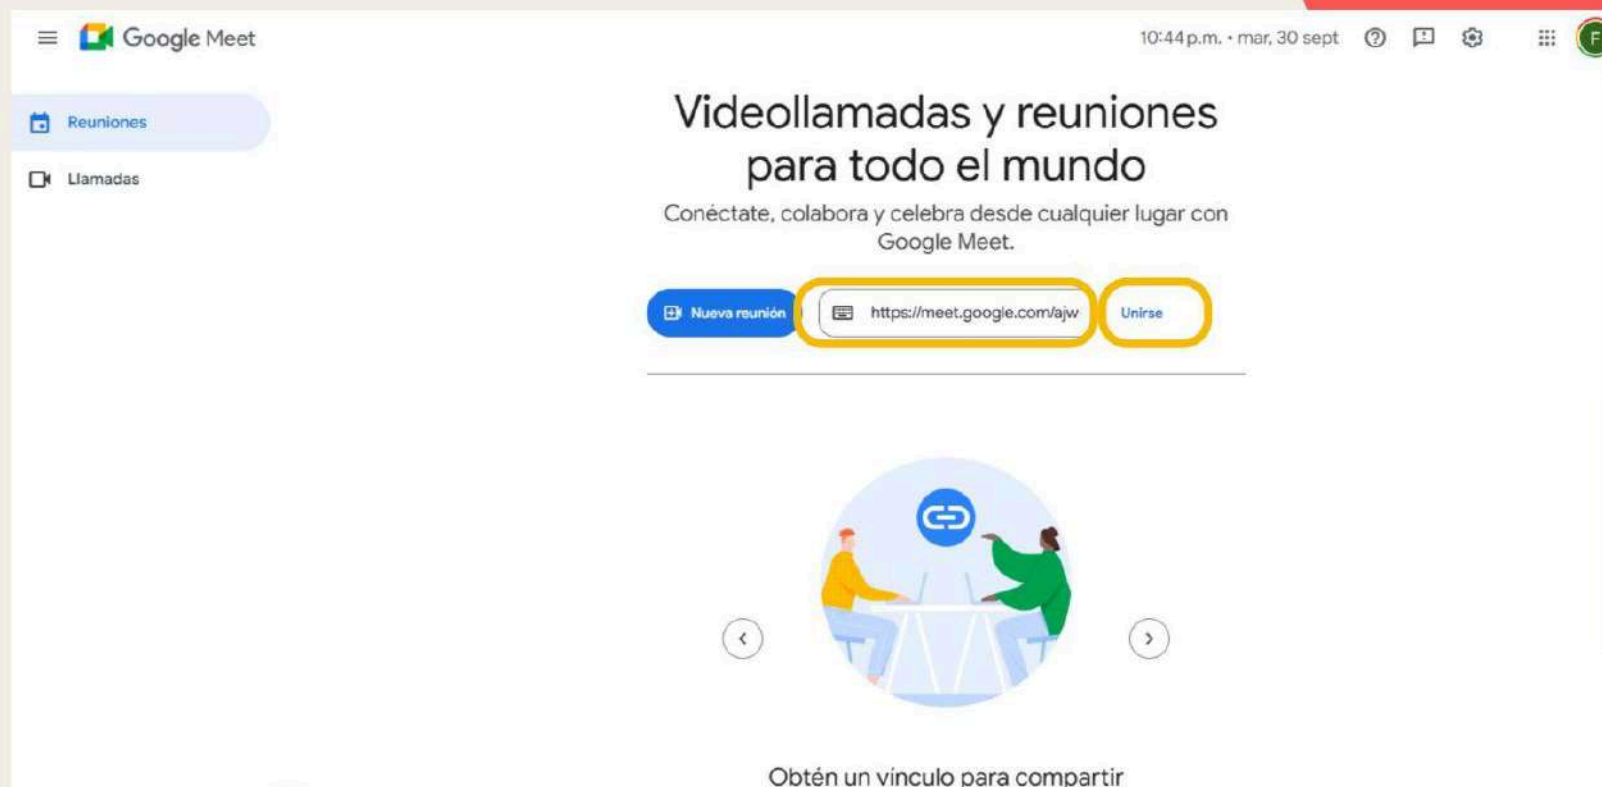 Google Meet
10:44 p.m. • mar, 30 sept
F
Reuniones
Llamadas
Videollamadas y reuniones
para todo el mundo
Conéctate, colabora y celebra desde cualquier lugar con
Google Meet.
Nueva reunión
https://meet.google.com/ajw
Unirse
Obtén un vínculo para compartir